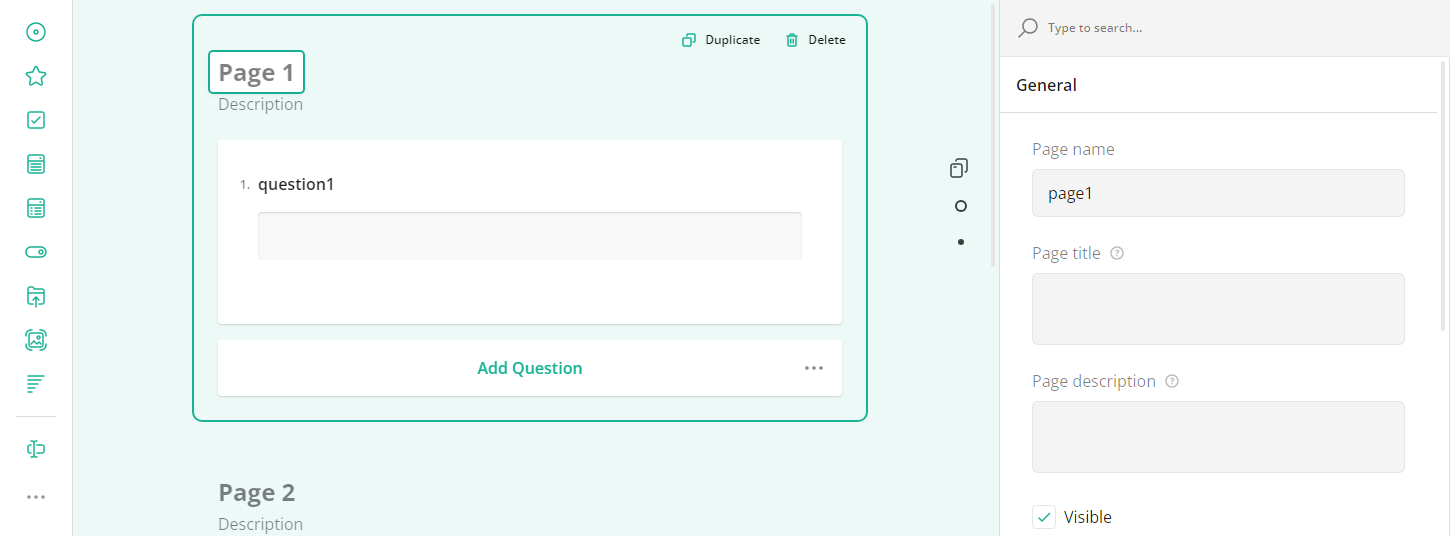 Duplicate
Delete
Page 1
Description
1. question1
Add Question
Page 2
Description
Type to search...
General
Page name
page1
Page title
Page description
Visible